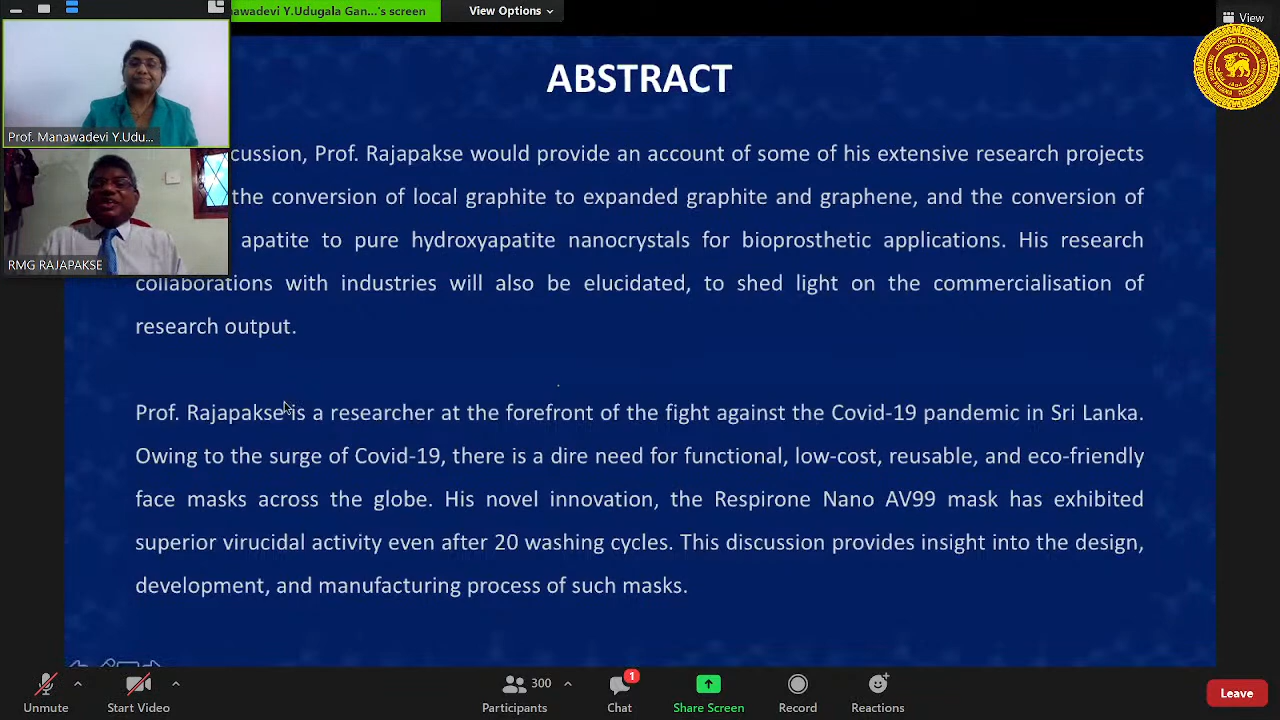 nawadevi Y.Udugala Gan...'s screen
View Options
View
ABSTRACT
Prof. Manawadevi Y.Udu...
RMG RAJAPAKSE
cussion, Prof. Rajapakse would provide an account of some of his extensive research projects
the conversion of local graphite to expanded graphite and graphene, and the conversion of
apatite to pure hydroxyapatite nanocrystals for bioprosthetic applications. His research
collaborations with industries will also be elucidated, to shed light on the commercialisation of
research output.
Prof. Rajapakse is a researcher at the forefront of the fight against the Covid-19 pandemic in Sri Lanka.
Owing to the surge of Covid-19, there is a dire need for functional, low-cost, reusable, and eco-friendly
face masks across the globe. His novel innovation, the Respirone Nano AV99 mask has exhibited
superior virucidal activity even after 20 washing cycles. This discussion provides insight into the design,
development, and manufacturing process of such masks.
300
1
Unmute
Start Video
Participants
Chat
Share Screen
Record
Reactions
Leave